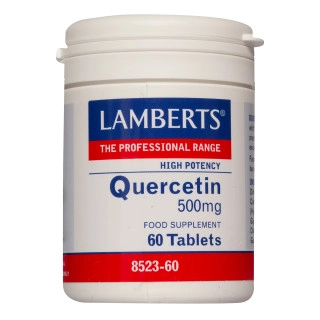 LAMBERTS®
THE PROFESSIONAL RANGE
HIGH POTENCY
Quercetin
500mg
FOOD SUPPLEMENT
60 Tablets
8523-60